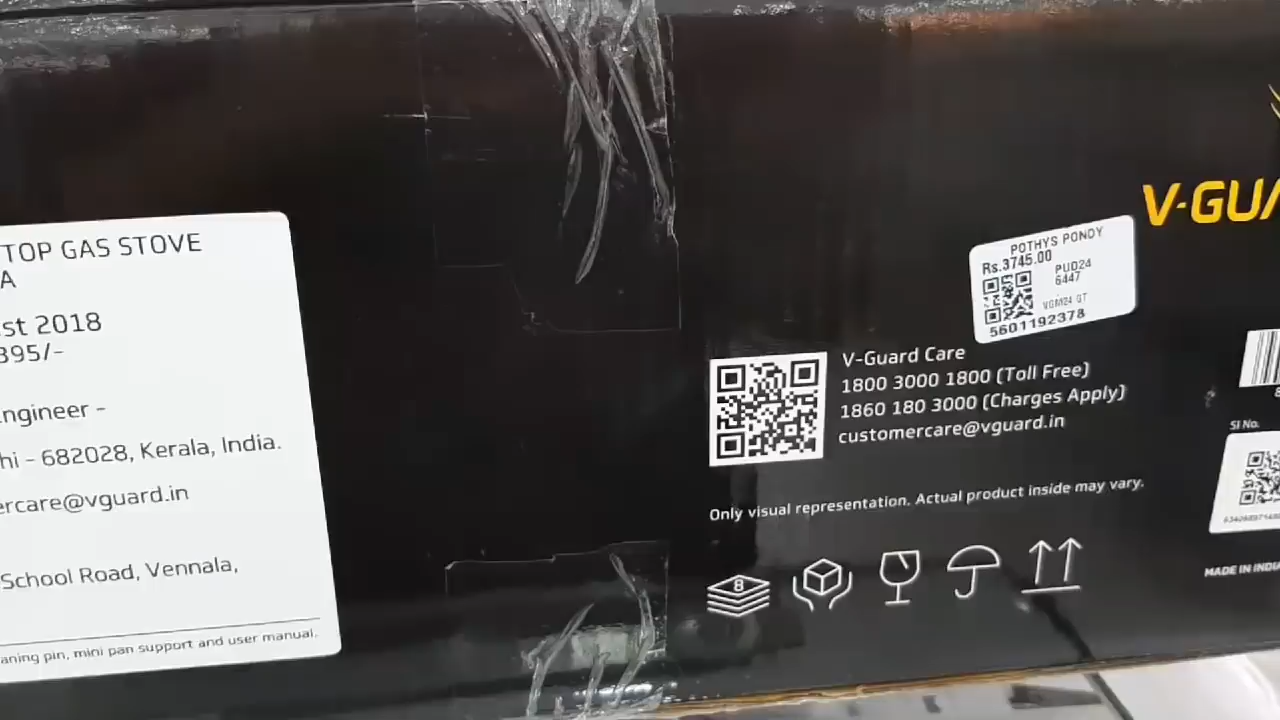 TOP GAS STOVE
A
st 2018
395/-
ngineer -
hi - 682028, Kerala, India.
ercare@vguard.in
School Road, Vennala,
aning pin, mini pan support and user manual.
V-GUA
POTHYS PONDY
Rs.3745.00
PUD24
6447
5601192378
V-Guard Care
1800 3000 1800 (Toll Free)
1860 180 3000 (Charges Apply)
customercare@vguard.in
Only visual representation. Actual product inside may vary.
8
SI No.
MADE IN INDIA